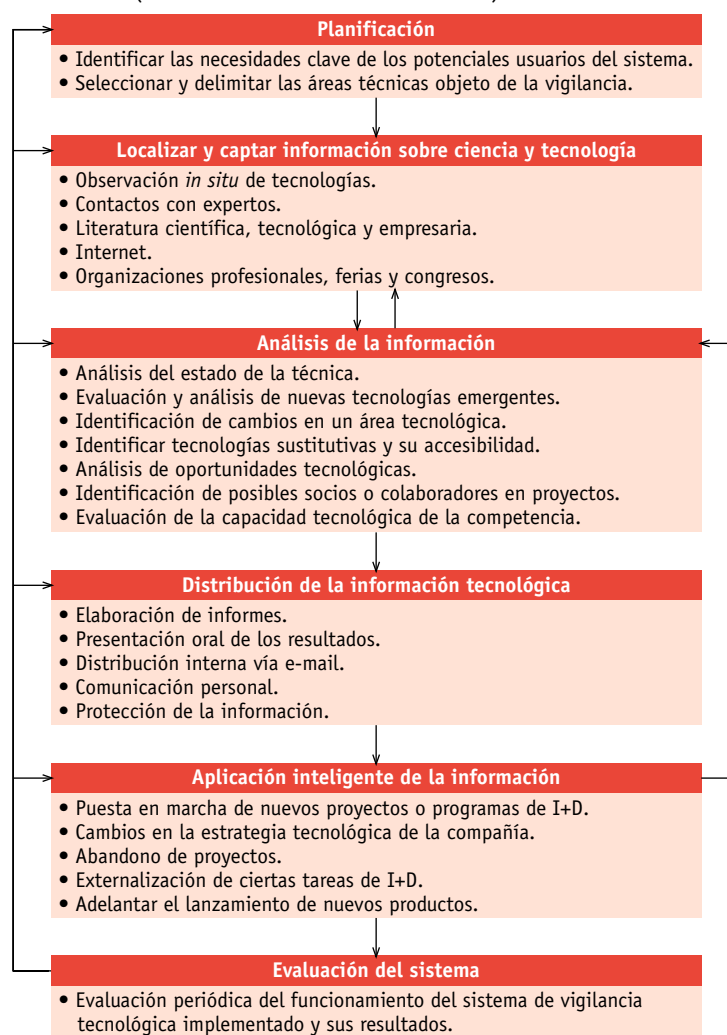 Planificación
• Identificar las necesidades clave de los potenciales usuarios del sistema.
• Seleccionar y delimitar las áreas técnicas objeto de la vigilancia.
Localizar y captar información sobre ciencia y tecnología
• Observación in situ de tecnologías.
• Contactos con expertos.
• Literatura científica, tecnológica y empresaria.
• Internet.
• Organizaciones profesionales, ferias y congresos.
Análisis de la información
• Análisis del estado de la técnica.
• Evaluación y análisis de nuevas tecnologías emergentes.
• Identificación de cambios en un área tecnológica.
• Identificar tecnologías sustitutivas y su accesibilidad.
• Análisis de oportunidades tecnológicas.
• Identificación de posibles socios o colaboradores en proyectos.
• Evaluación de la capacidad tecnológica de la competencia.
Distribución de la información tecnológica
• Elaboración de informes.
• Presentación oral de los resultados.
• Distribución interna vía e-mail.
• Comunicación personal.
• Protección de la información.
Aplicación inteligente de la información
• Puesta en marcha de nuevos proyectos o programas de I+D.
• Cambios en la estrategia tecnológica de la compañía.
• Abandono de proyectos.
• Externalización de ciertas tareas de I+D.
• Adelantar el lanzamiento de nuevos productos.
Evaluación del sistema
• Evaluación periódica del funcionamiento del sistema de vigilancia
tecnológica implementado y sus resultados.